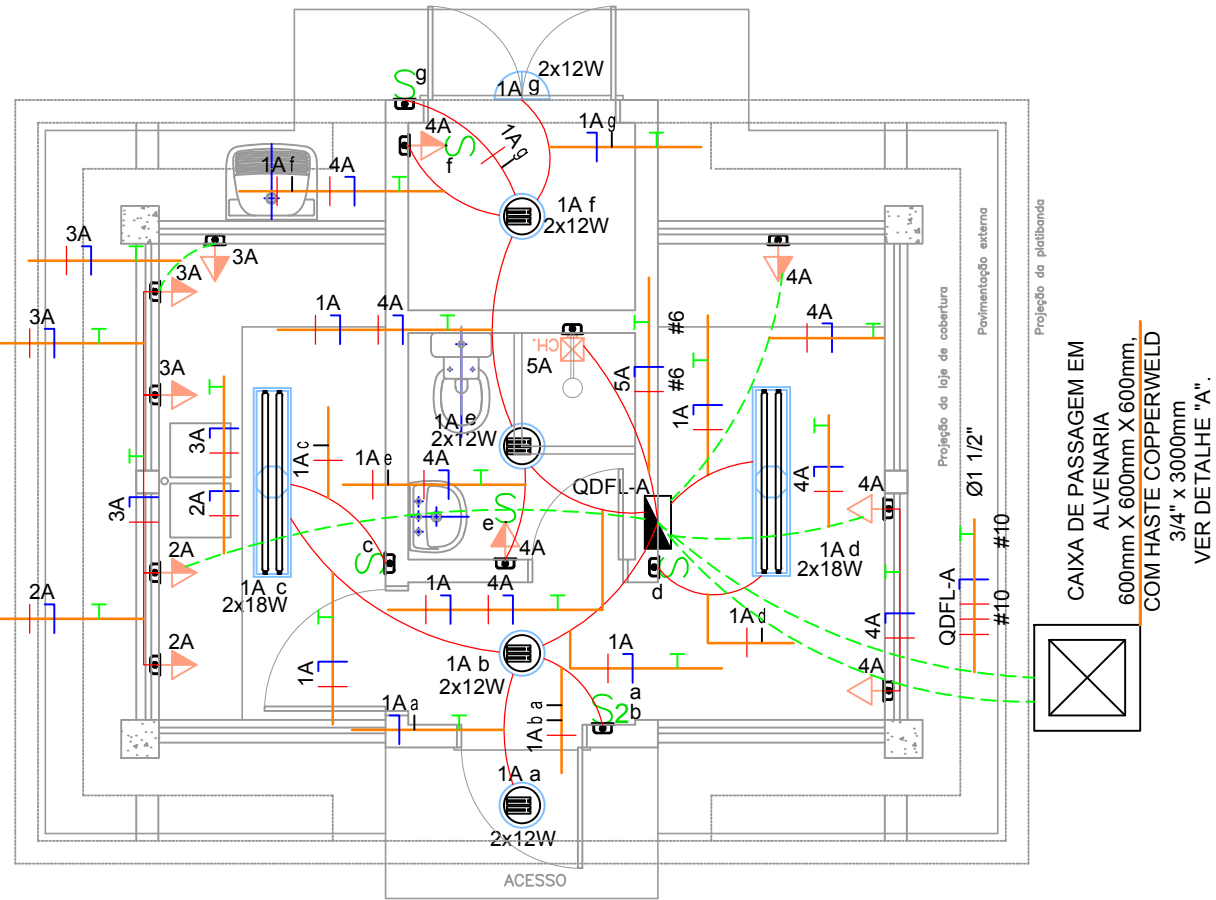 2x12W
1A g
g
4A
f
1A g
1A g
1A f
4A
1A f
2x12W
3A
3A
3A
4A
3A
1A
4A
#6
#6
5A
4A
CH.
5A
3A
1A
1A e
2x12W
1A c
3A
2A
1A e
4A
QDFL-A
4A
4A
3A
e
4A
c
2A
1A c
2x18W
1A d
2x18W
d
2A
1A
4A
1A d
4A
1A
1A
2A
1A b
2x12W
4A
1A a
S2
a
b
1A b a
1A a
2x12W
ACESSO
Projeção da laje de cobertura
Pavimentação externa
Projeção da platibanda
Ø1 1/2"
QDFL-A
#10
#10
CAIXA DE PASSAGEM EM
ALVENARIA
600mm X 600mm X 600mm,
COM HASTE COPPERWELD
3/4" x 3000mm
VER DETALHE "A".